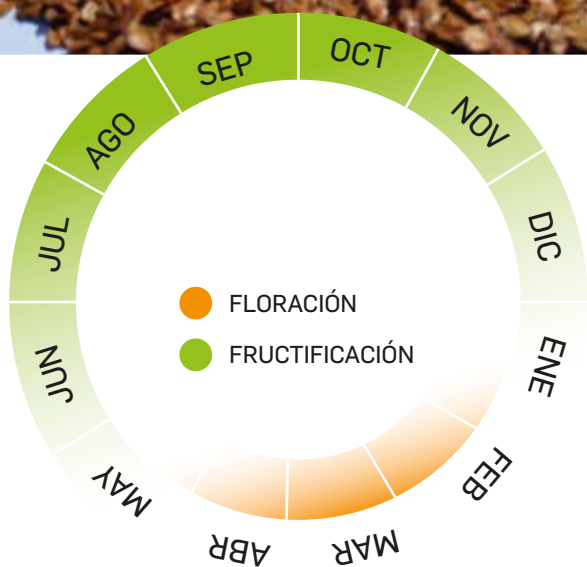 ENE
FEB
MAR
ABR
MAY
JUN
JUL
AGO
SEP
OCT
NOV
DIC
FLORACIÓN
FRUCTIFICACIÓN